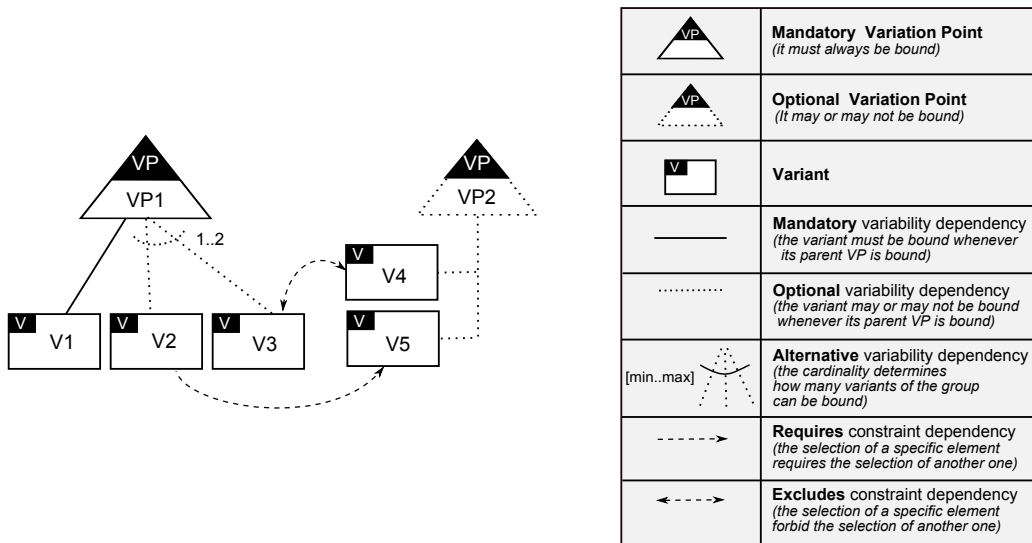 VP
VP1
1..2
V
V1
V
V2
V
V3
VP
VP2
V
V4
V
V5
VP
Mandatory Variation Point
(it must always be bound)
VP
Optional Variation Point
(It may or may not be bound)
V
Variant
Mandatory variability dependency
(the variant must be bound whenever
its parent VP is bound)
Optional variability dependency
(the variant may or may not be bound
whenever its parent VP is bound)
[min..max]
Alternative variability dependency
(the cardinality determines
how many variants of the group
can be bound)
Requires constraint dependency
(the selection of a specific element
requires the selection of another one)
Excludes constraint dependency
(the selection of a specific element
forbid the selection of another one)